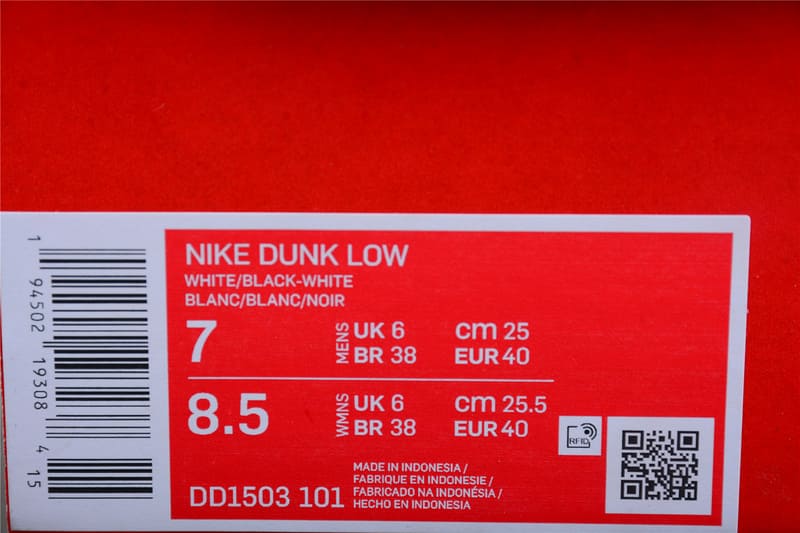 NIKE DUNK LOW
WHITE/BLACK-WHITE
BLANC/BLANC/NOIR
7 MENS UK 6 cm 25
BR 38 EUR 40
8.5 WMNS UK 6 cm 25.5
BR 38 EUR 40
RFID
MADE IN INDONESIA /
FABRIQUE EN INDONESIE /
FABRICADO NA INDONÉSIA /
HECHO EN INDONESIA
DD1503 101
1 94502 19308 4 15